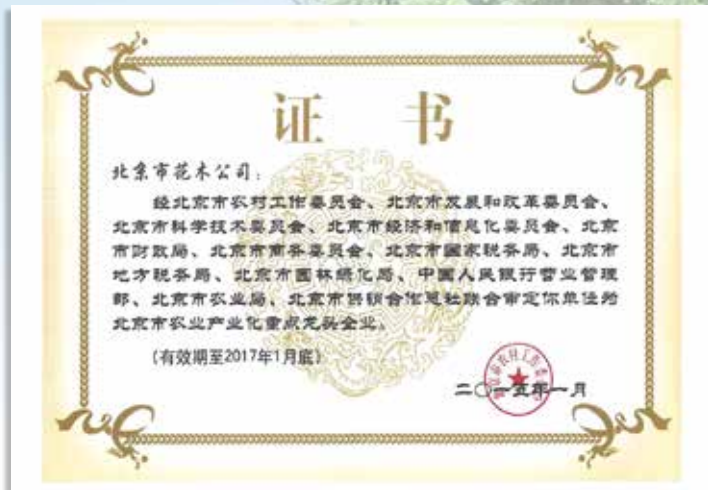 证 书
北京市花木公司：
经北京市农村工作委员会、北京市发展和改革委员会、
北京市科学技术委员会、北京市经济和信息化委员会、北京
市财政局、北京市商务委员会、北京市国家税务局、北京市
地方税务局、北京市园林绿化局、中国人民银行营业管理
部、北京市农业局、北京市供销合作总社联合审定你单位为
北京市农业产业化重点龙头企业。
(有效期至2017年1月底)
二〇一五年一月